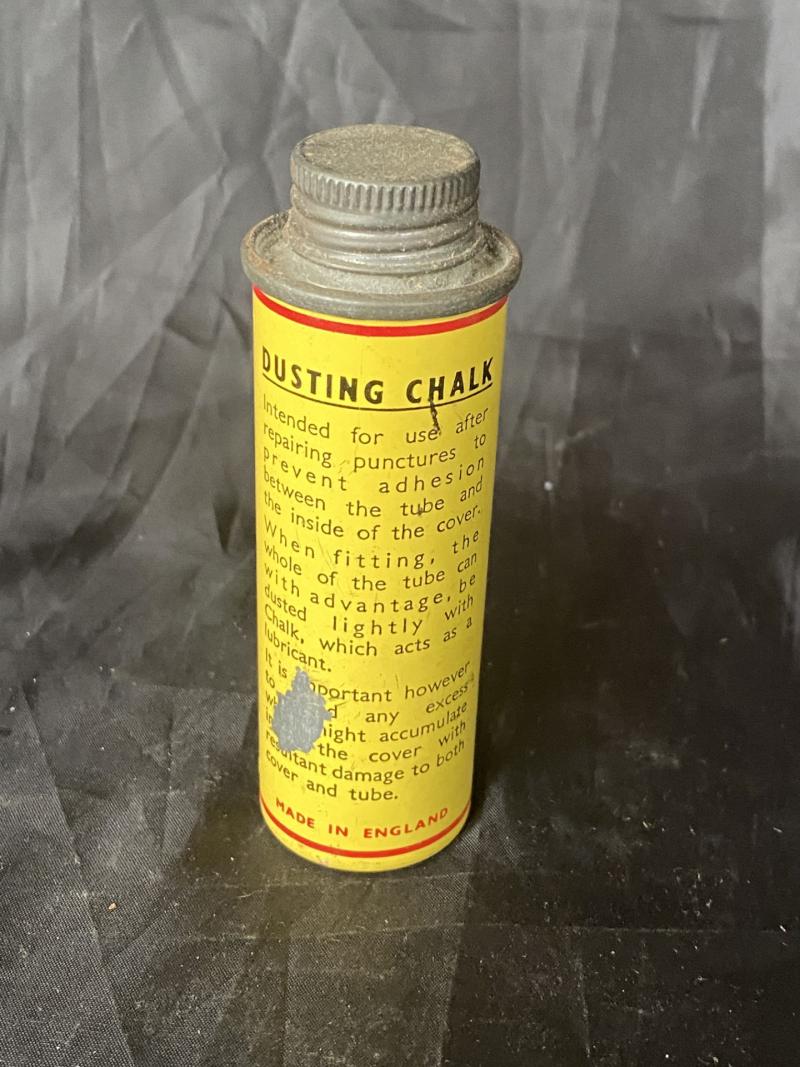 DUSTING CHALK
Intended for use after
repairing punctures to
prevent adhesion
between the tube and
the inside of the cover.
When fitting, the
whole of the tube can
with advantage, be
dusted lightly with
Chalk, which acts as a
lubricant.
It is important however
to any excess
might accumulate
the cover with
resultant damage to both
cover and tube.
MADE IN ENGLAND